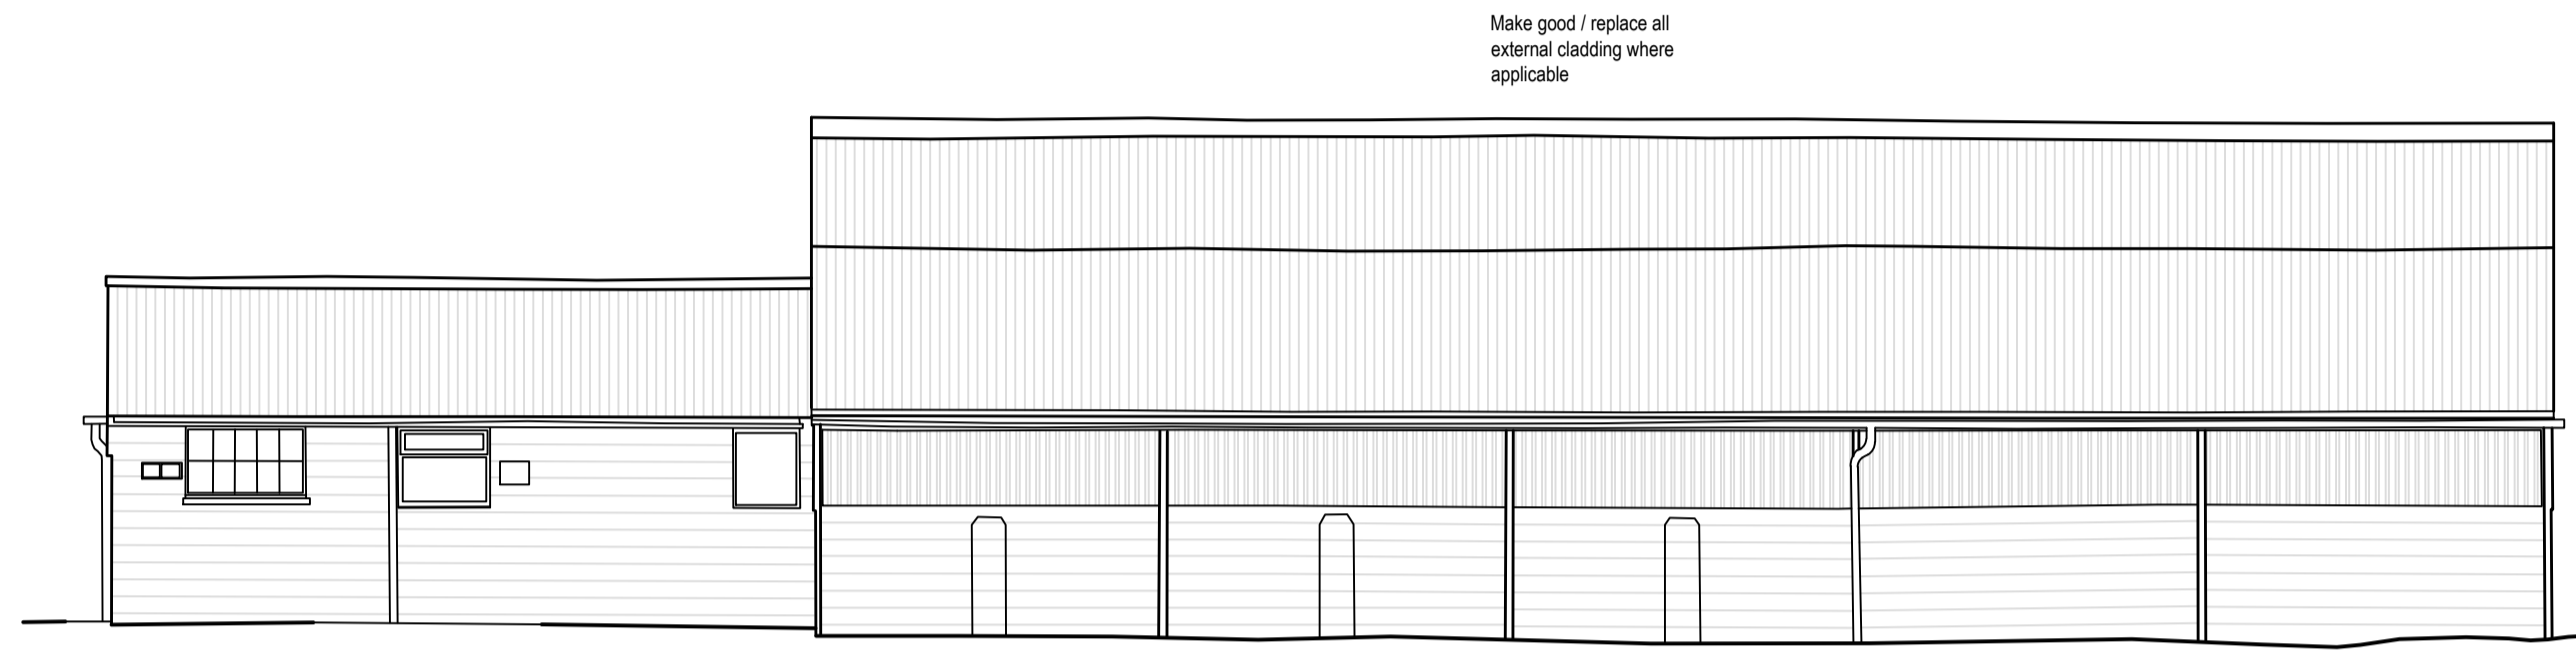 Make good / replace all
external cladding where
applicable